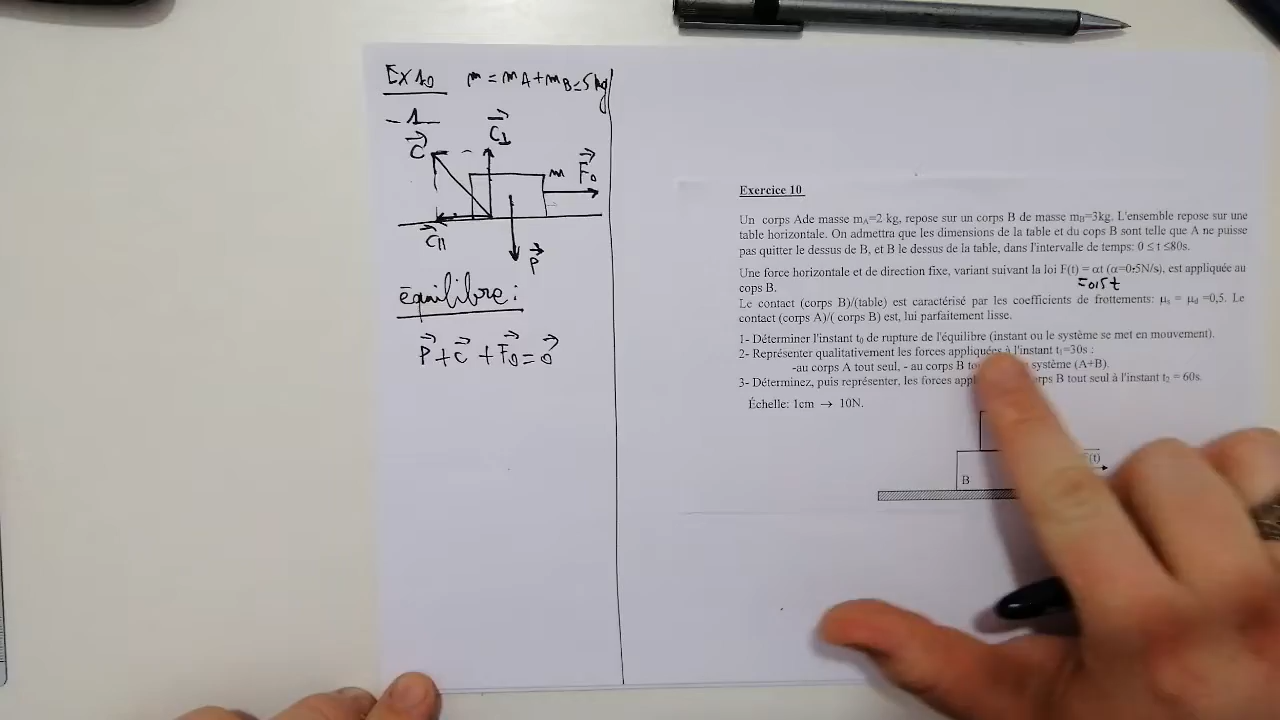 Ex 10 m = mA + mB = 5kg
- 1
C⃗ C⃗⊥ m F⃗0
C⃗|| P⃗
équilibre :
P⃗ + C⃗ + F⃗0 = 0⃗
Exercice 10
Un corps Ade masse mA=2 kg, repose sur un corps B de masse mB=3kg. L'ensemble repose sur une
table horizontale. On admettra que les dimensions de la table et du cops B sont telle que A ne puisse
pas quitter le dessus de B, et B le dessus de la table, dans l'intervalle de temps: 0 ≤ t ≤80s.
Une force horizontale et de direction fixe, variant suivant la loi F(t) = αt (α=0.5N/s), est appliquée au
cops B.
=0,5t
Le contact (corps B)/(table) est caractérisé par les coefficients de frottements: μs = μd =0,5. Le
contact (corps A)/( corps B) est, lui parfaitement lisse.
1- Déterminer l'instant t0 de rupture de l'équilibre (instant ou le système se met en mouvement).
2- Représenter qualitativement les forces appliquées à l'instant t1=30s :
-au corps A tout seul, - au corps B système (A+B).
3- Déterminez, puis représenter, les forces corps B tout seul à l'instant t2 = 60s.
Échelle: 1cm → 10N.
(t)
B